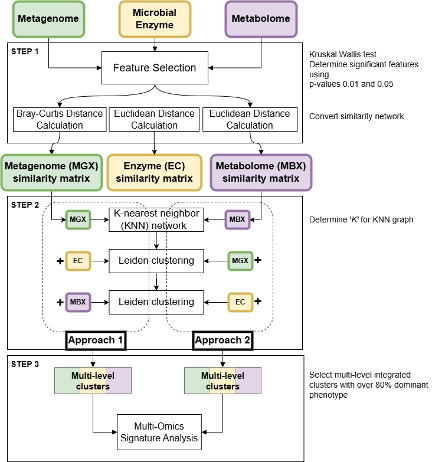 Metagenome
Microbial
Enzyme
Metabolome
STEP 1
Feature Selection
Kruskal Wallis test
Determine significant features
using
p-values 0.01 and 0.05
Bray-Curtis Distance
Calculation
Euclidean Distance
Calculation
Euclidean Distance
Calculation
Convert similarity network
Metagenome (MGX)
similarity matrix
Enzyme (EC)
similarity matrix
Metabolome (MBX)
similarity matrix
STEP 2
MGX
K-nearest neighbor
(KNN) network
MBX
Determine 'K' for KNN graph
+ EC
Leiden clustering
MGX +
+ MBX
Leiden clustering
EC +
Approach 1
Approach 2
STEP 3
Multi-level
clusters
Multi-level
clusters
Select multi-level integrated
clusters with over 80% dominant
phenotype
Multi-Omics
Signature Analysis